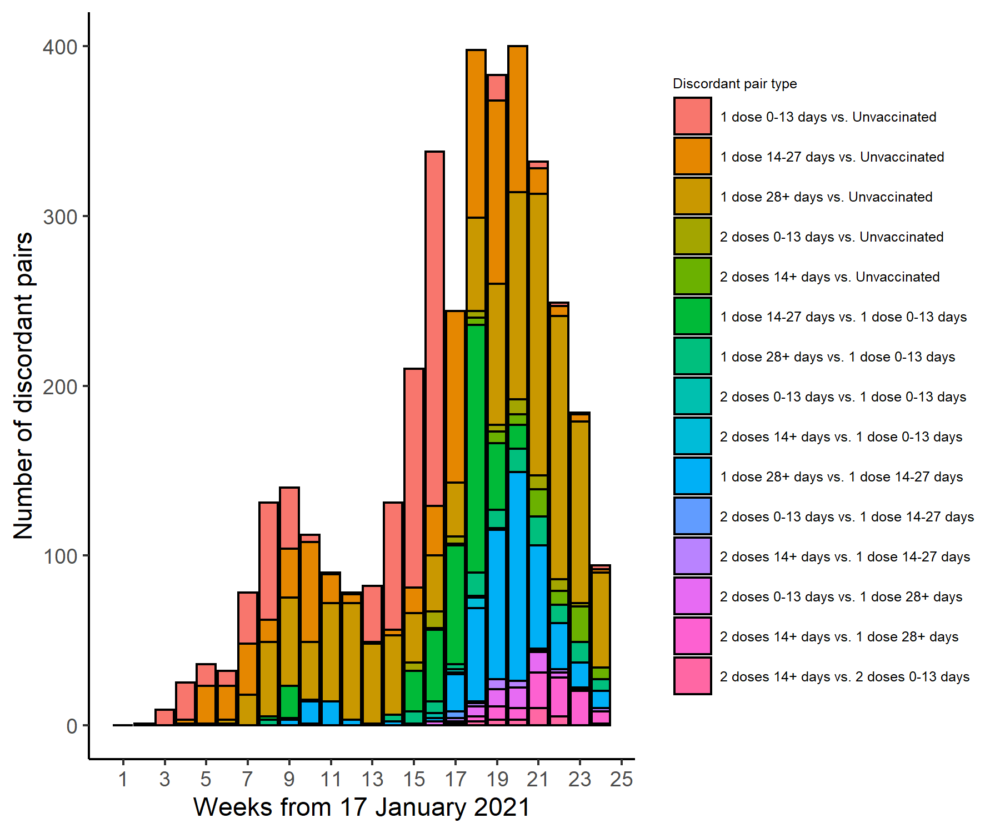 Number of discordant pairs
400
300
200
100
0
1 3 5 7 9 11 13 15 17 19 21 23 25
Weeks from 17 January 2021
Discordant pair type
1 dose 0-13 days vs. Unvaccinated
1 dose 14-27 days vs. Unvaccinated
1 dose 28+ days vs. Unvaccinated
2 doses 0-13 days vs. Unvaccinated
2 doses 14+ days vs. Unvaccinated
1 dose 14-27 days vs. 1 dose 0-13 days
1 dose 28+ days vs. 1 dose 0-13 days
2 doses 0-13 days vs. 1 dose 0-13 days
2 doses 14+ days vs. 1 dose 0-13 days
1 dose 28+ days vs. 1 dose 14-27 days
2 doses 0-13 days vs. 1 dose 14-27 days
2 doses 14+ days vs. 1 dose 14-27 days
2 doses 0-13 days vs. 1 dose 28+ days
2 doses 14+ days vs. 1 dose 28+ days
2 doses 14+ days vs. 2 doses 0-13 days